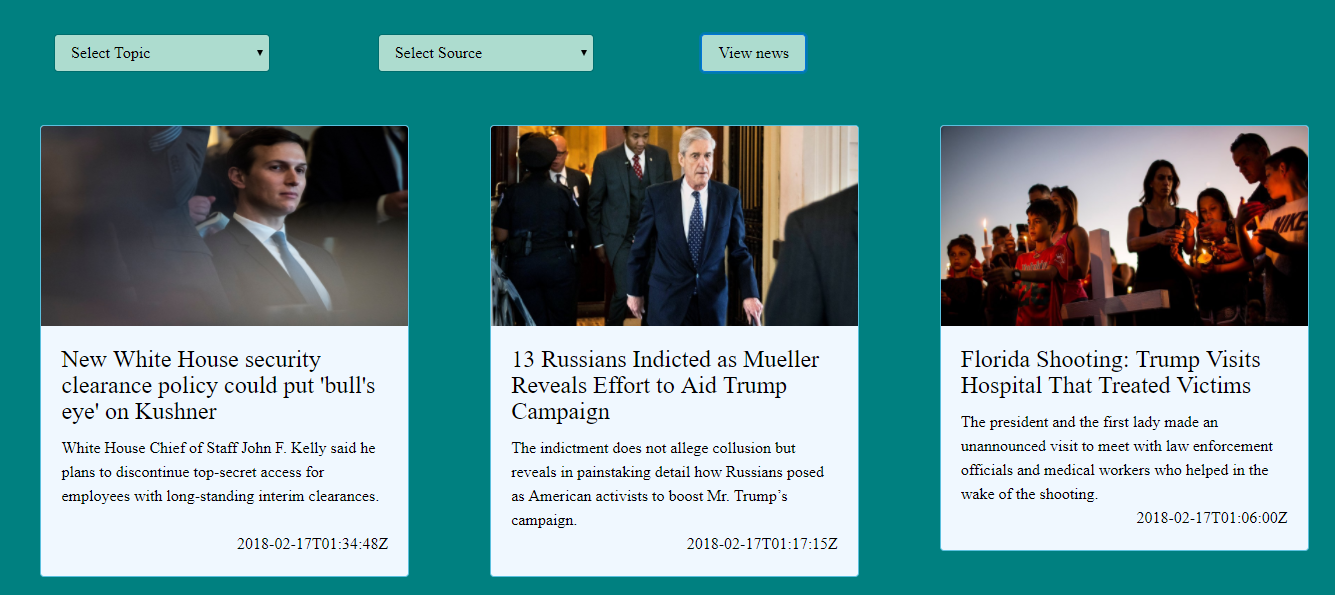 Select Topic
Select Source
View news
New White House security
clearance policy could put 'bull's
eye' on Kushner
White House Chief of Staff John F. Kelly said he
plans to discontinue top-secret access for
employees with long-standing interim clearances.
2018-02-17T01:34:48Z
13 Russians Indicted as Mueller
Reveals Effort to Aid Trump
Campaign
The indictment does not allege collusion but
reveals in painstaking detail how Russians posed
as American activists to boost Mr. Trump’s
campaign.
2018-02-17T01:17:15Z
NIKE
Florida Shooting: Trump Visits
Hospital That Treated Victims
The president and the first lady made an
unannounced visit to meet with law enforcement
officials and medical workers who helped in the
wake of the shooting.
2018-02-17T01:06:00Z